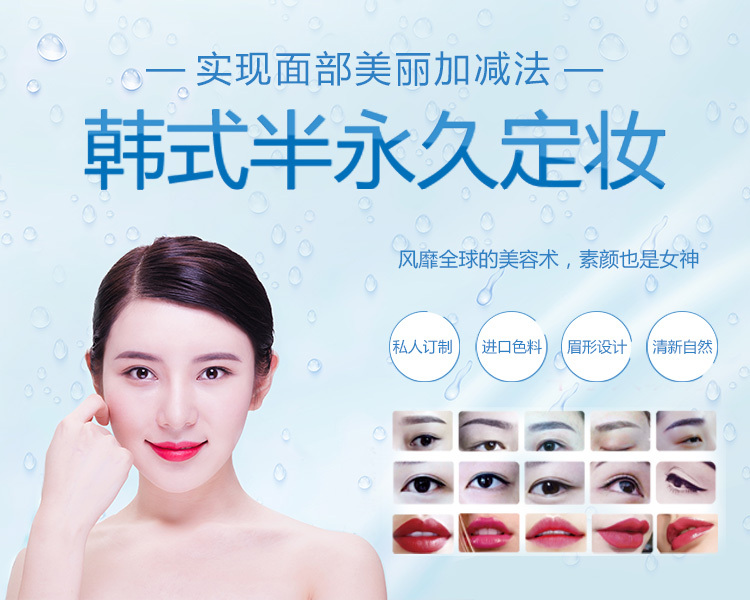 — 实现面部美丽加减法 —
韩式半永久定妆
风靡全球的美容术，素颜也是女神
私人订制 进口色料 眉形设计 清新自然